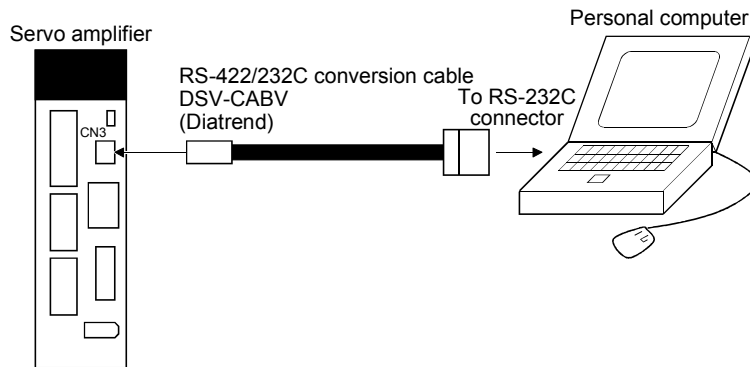 Servo amplifier
CN3
RS-422/232C conversion cable
DSV-CABV
(Diatrend)
To RS-232C
connector
Personal computer